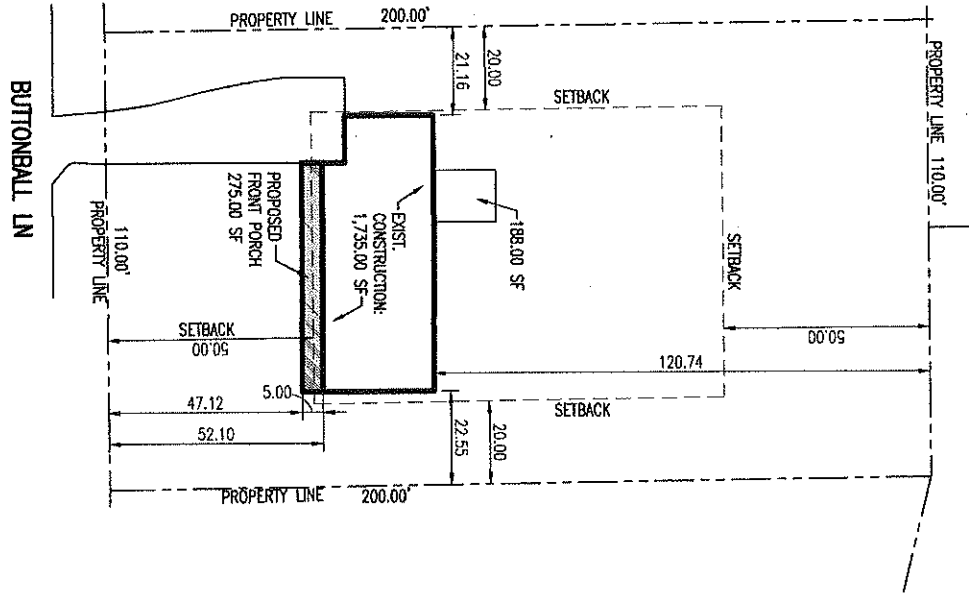 PROPERTY LINE 200.00'
PROPERTY LINE 110.00'
20.00
21.16
SETBACK
BUTTONBALL LN
PROPOSED
FRONT PORCH
275.00 SF
EXIST.
CONSTRUCTION:
1,735.00 SF
188.00 SF
SETBACK
110.00'
PROPERTY LINE
SETBACK
50.00
50.00
120.74
5.00
47.12
52.10
SETBACK
22.55
20.00
PROPERTY LINE 200.00'